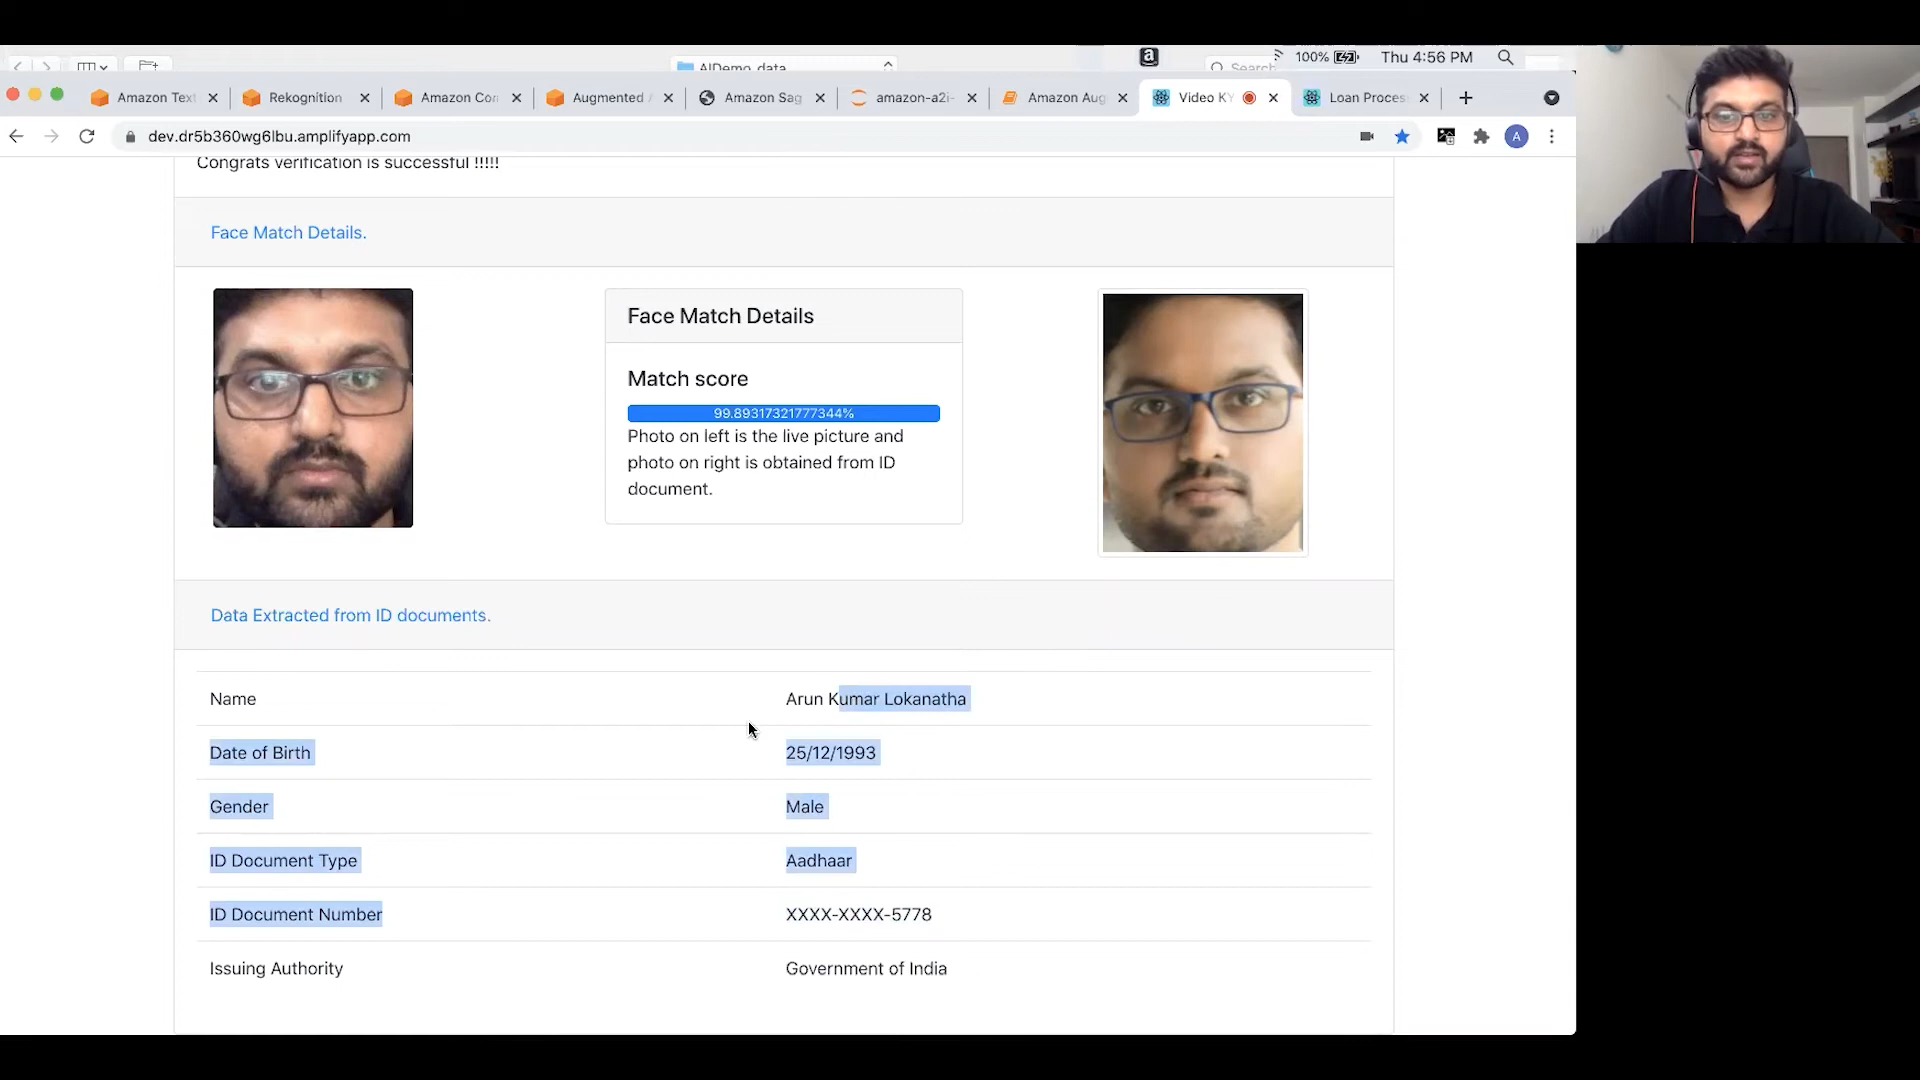 AIDemo_data
Search
100%
Thu 4:56 PM
Amazon Text
Rekognition
Amazon Con
Augmented A
Amazon Sag
amazon-a2i-
Amazon Aug
Video KY
Loan Proces
dev.dr5b360wg6lbu.amplifyapp.com
A
Congrats verification is successful !!!!!
Face Match Details.
Face Match Details
Match score
99.89317321777344%
Photo on left is the live picture and
photo on right is obtained from ID
document.
Data Extracted from ID documents.
Name Arun Kumar Lokanatha
Date of Birth 25/12/1993
Gender Male
ID Document Type Aadhaar
ID Document Number XXXX-XXXX-5778
Issuing Authority Government of India